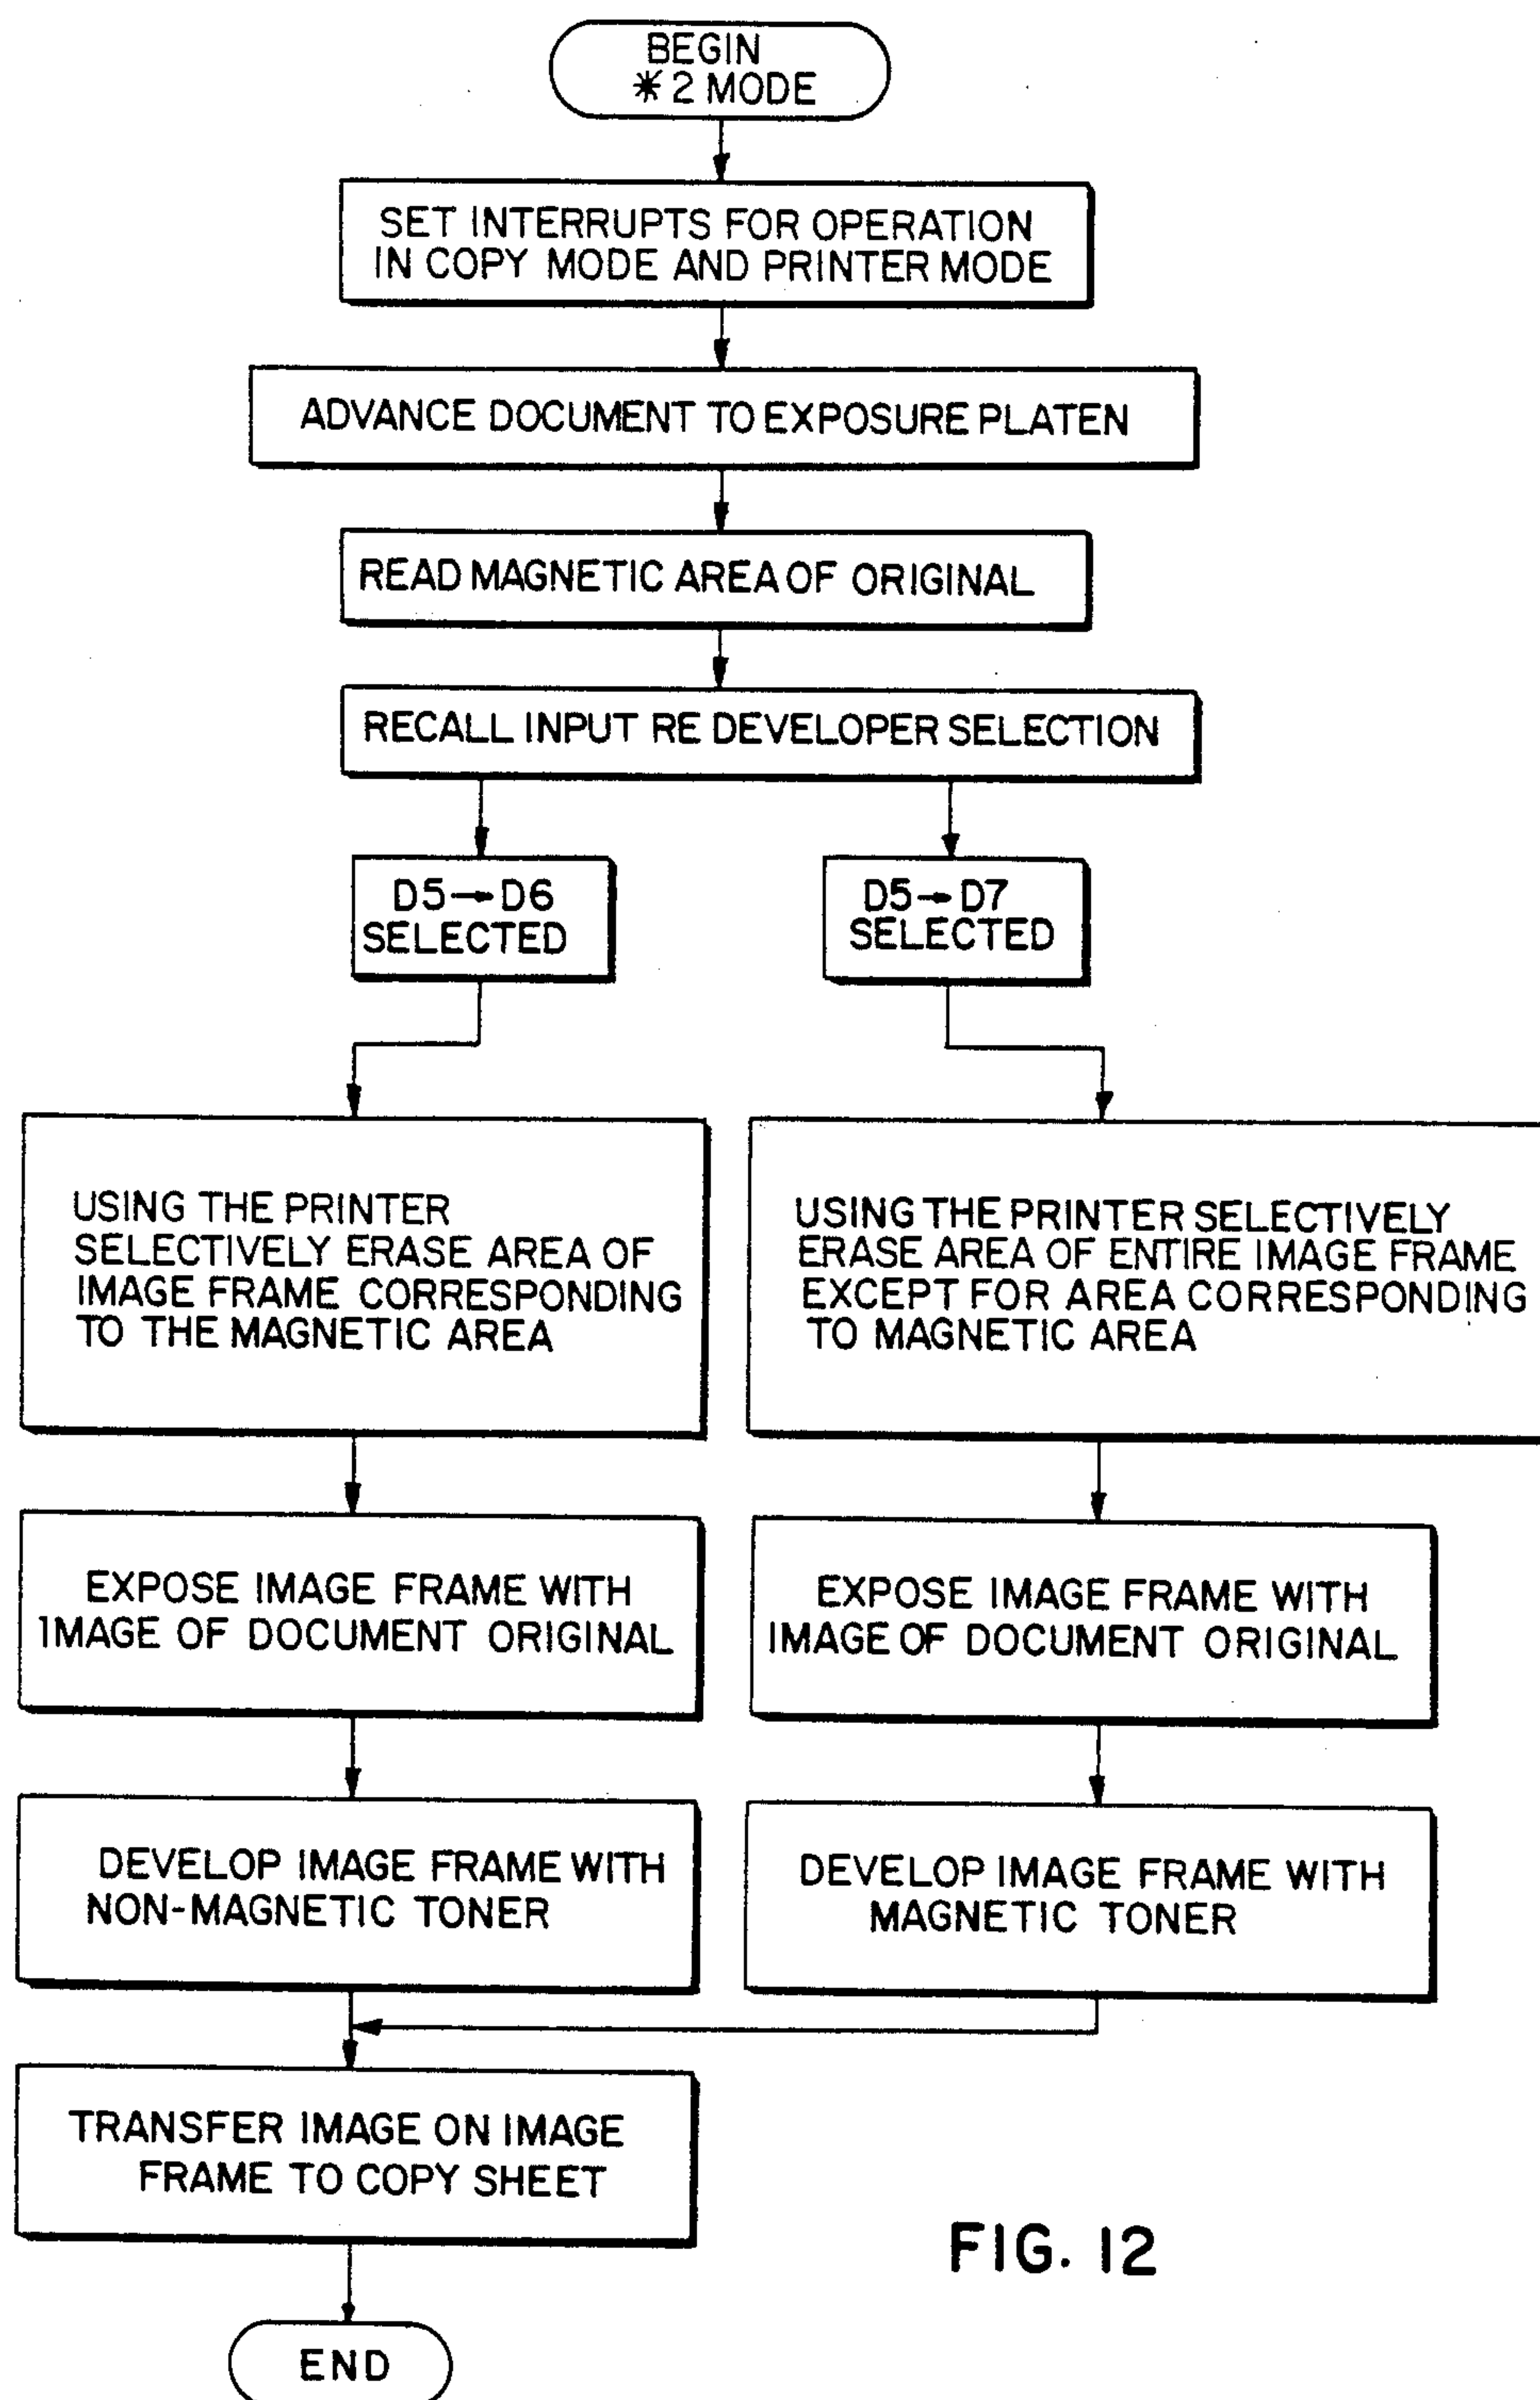 BEGIN
*2 MODE
SET INTERRUPTS FOR OPERATION
IN COPY MODE AND PRINTER MODE
ADVANCE DOCUMENT TO EXPOSURE PLATEN
READ MAGNETIC AREA OF ORIGINAL
RECALL INPUT RE DEVELOPER SELECTION
D5→D6
SELECTED
D5→D7
SELECTED
USING THE PRINTER
SELECTIVELY ERASE AREA OF
IMAGE FRAME CORRESPONDING
TO THE MAGNETIC AREA
USING THE PRINTER SELECTIVELY
ERASE AREA OF ENTIRE IMAGE FRAME
EXCEPT FOR AREA CORRESPONDING
TO MAGNETIC AREA
EXPOSE IMAGE FRAME WITH
IMAGE OF DOCUMENT ORIGINAL
EXPOSE IMAGE FRAME WITH
IMAGE OF DOCUMENT ORIGINAL
DEVELOP IMAGE FRAME WITH
NON-MAGNETIC TONER
DEVELOP IMAGE FRAME WITH
MAGNETIC TONER
TRANSFER IMAGE ON IMAGE
FRAME TO COPY SHEET
FIG. 12
END